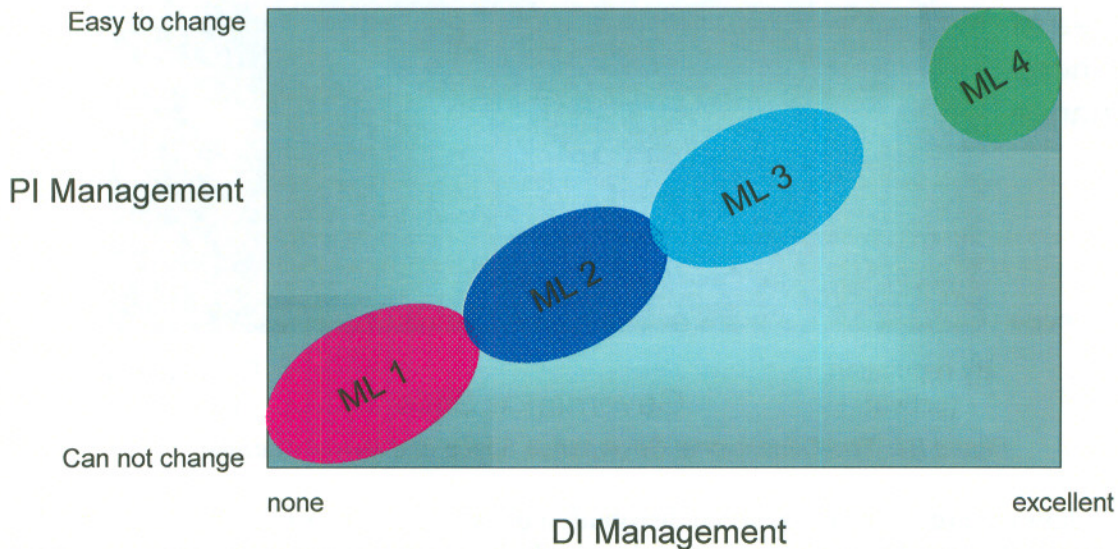 Easy to change
ML 4
PI Management
ML 3
ML 2
ML 1
Can not change
none
excellent
DI Management